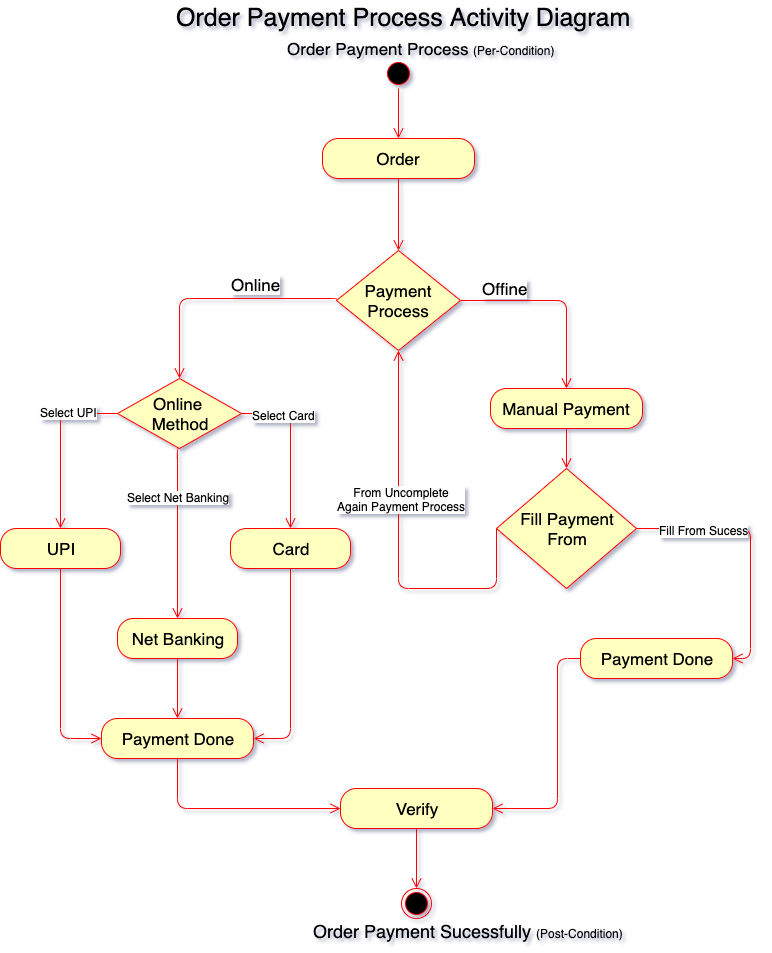 Order Payment Process Activity Diagram
Order Payment Process (Per-Condition)
Order
Payment
Process
Online
Offine
Online
Method
Select UPI
Select Card
Manual Payment
Select Net Banking
From Uncomplete
Again Payment Process
Fill Payment
From
Fill From Sucess
UPI
Card
Net Banking
Payment Done
Payment Done
Verify
Order Payment Sucessfully (Post-Condition)